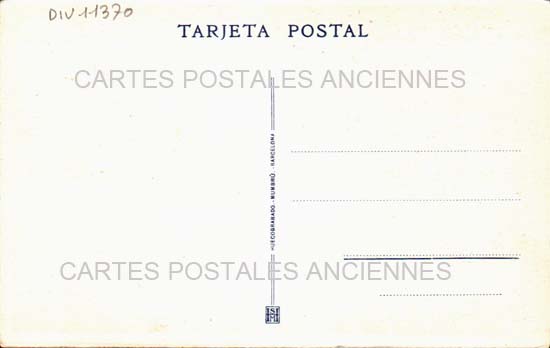 DIV11370
TARJETA POSTAL
CARTES POSTALES ANCIENNES
HUECOGRABADO-MUMBRÚ. BARCELONA
CARTES POSTALES ANCIENNES